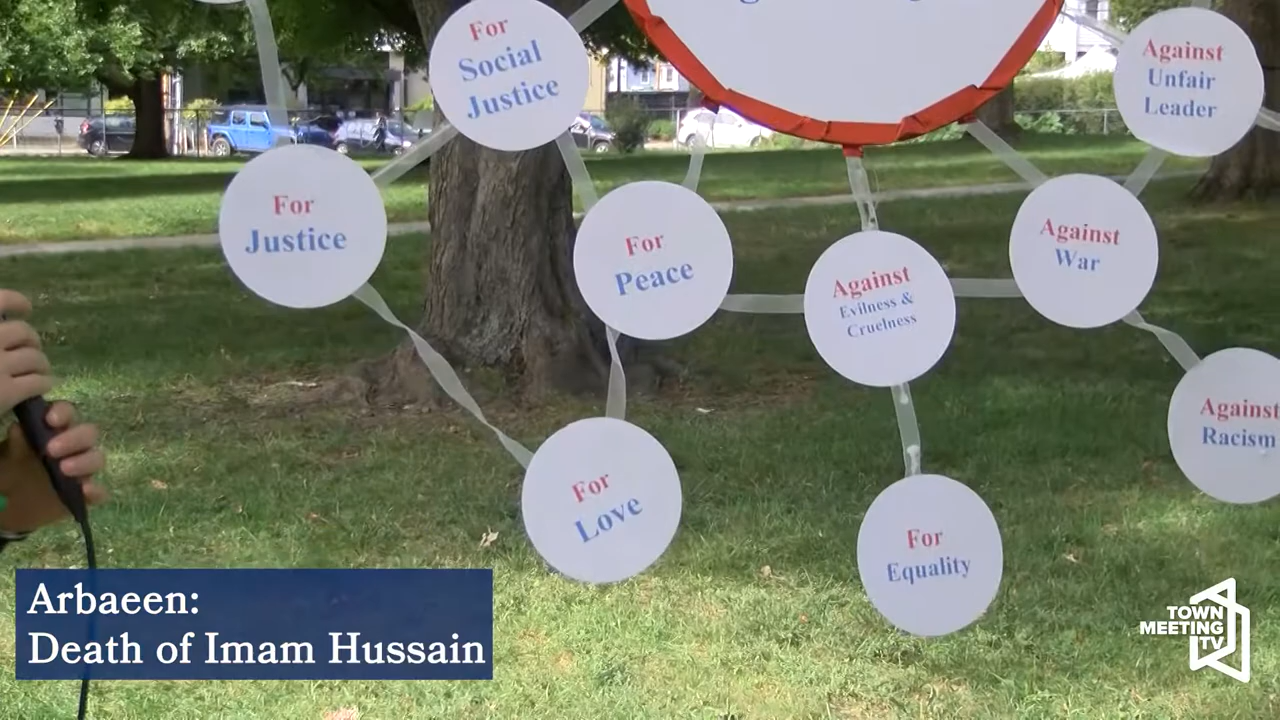 For
Social
Justice
Against
Unfair
Leader
For
Justice
For
Peace
Against
War
Against
Evilness &
Cruelness
Against
Racism
For
Love
For
Equality
Arbaeen:
Death of Imam Hussain
TOWN
MEETING
TV